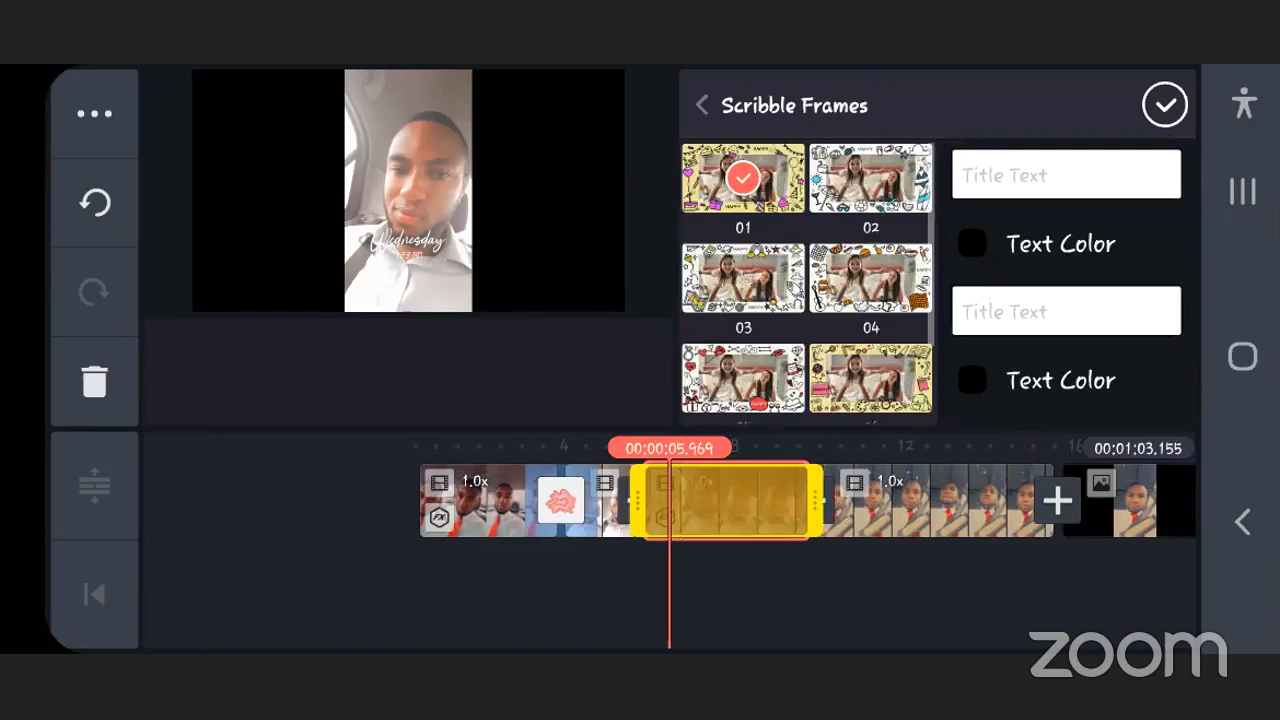 Scribble Frames
01
02
03
04
Title Text
Text Color
Title Text
Text Color
Wednesday
4
00:00:05.969
8
12
16
00:01:03.155
1.0x
1.0x
zoom